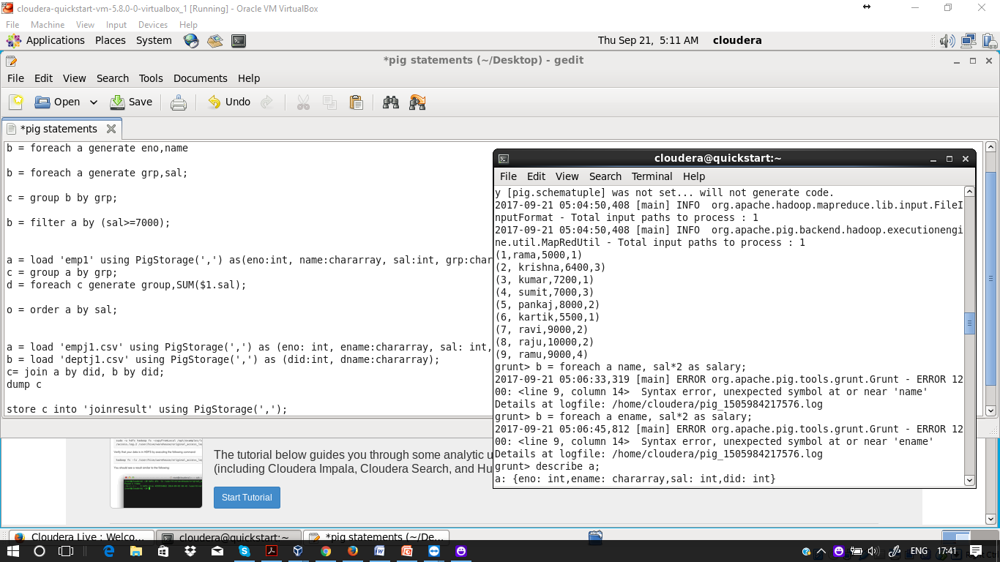 cloudera-quickstart-vm-5.8.0-0-virtualbox_1 [Running] - Oracle VM VirtualBox
File Machine View Input Devices Help
Applications Places System Thu Sep 21, 5:11 AM cloudera
*pig statements (~/Desktop) - gedit
File Edit View Search Tools Documents Help
Open Save Undo
*pig statements
b = foreach a generate eno,name
b = foreach a generate grp,sal;
c = group b by grp;
b = filter a by (sal>=7000);
a = load 'emp1' using PigStorage(',') as(eno:int, name:chararray, sal:int, grp:char
c = group a by grp;
d = foreach c generate group,SUM($1.sal);
o = order a by sal;
a = load 'empj1.csv' using PigStorage(',') as (eno: int, ename:chararray, sal: int,
b = load 'deptj1.csv' using PigStorage(',') as (did:int, dname:chararray);
c= join a by did, b by did;
dump c
store c into 'joinresult' using PigStorage(',');
cloudera@quickstart:~
File Edit View Search Terminal Help
y [pig.schematuple] was not set... will not generate code.
2017-09-21 05:04:50,408 [main] INFO  org.apache.hadoop.mapreduce.lib.input.FileI
nputFormat - Total input paths to process : 1
2017-09-21 05:04:50,408 [main] INFO  org.apache.pig.backend.hadoop.executionengi
ne.util.MapRedUtil - Total input paths to process : 1
(1,rama,5000,1)
(2, krishna,6400,3)
(3, kumar,7200,1)
(4, sumit,7000,3)
(5, pankaj,8000,2)
(6, kartik,5500,1)
(7, ravi,9000,2)
(8, raju,10000,2)
(9, ramu,9000,4)
grunt> b = foreach a name, sal*2 as salary;
2017-09-21 05:06:33,319 [main] ERROR org.apache.pig.tools.grunt.Grunt - ERROR 12
00: <line 9, column 14>  Syntax error, unexpected symbol at or near 'name'
Details at logfile: /home/cloudera/pig_1505984217576.log
grunt> b = foreach a ename, sal*2 as salary;
2017-09-21 05:06:45,812 [main] ERROR org.apache.pig.tools.grunt.Grunt - ERROR 12
00: <line 9, column 14>  Syntax error, unexpected symbol at or near 'ename'
Details at logfile: /home/cloudera/pig_1505984217576.log
grunt> describe a;
a: {eno: int,ename: chararray,sal: int,did: int}
The tutorial below guides you through some analytic u
(including Cloudera Impala, Cloudera Search, and Hu
Start Tutorial
Cloudera Live : Welco... cloudera@quickstart:~ *pig statements (~/De...
ENG 17:41